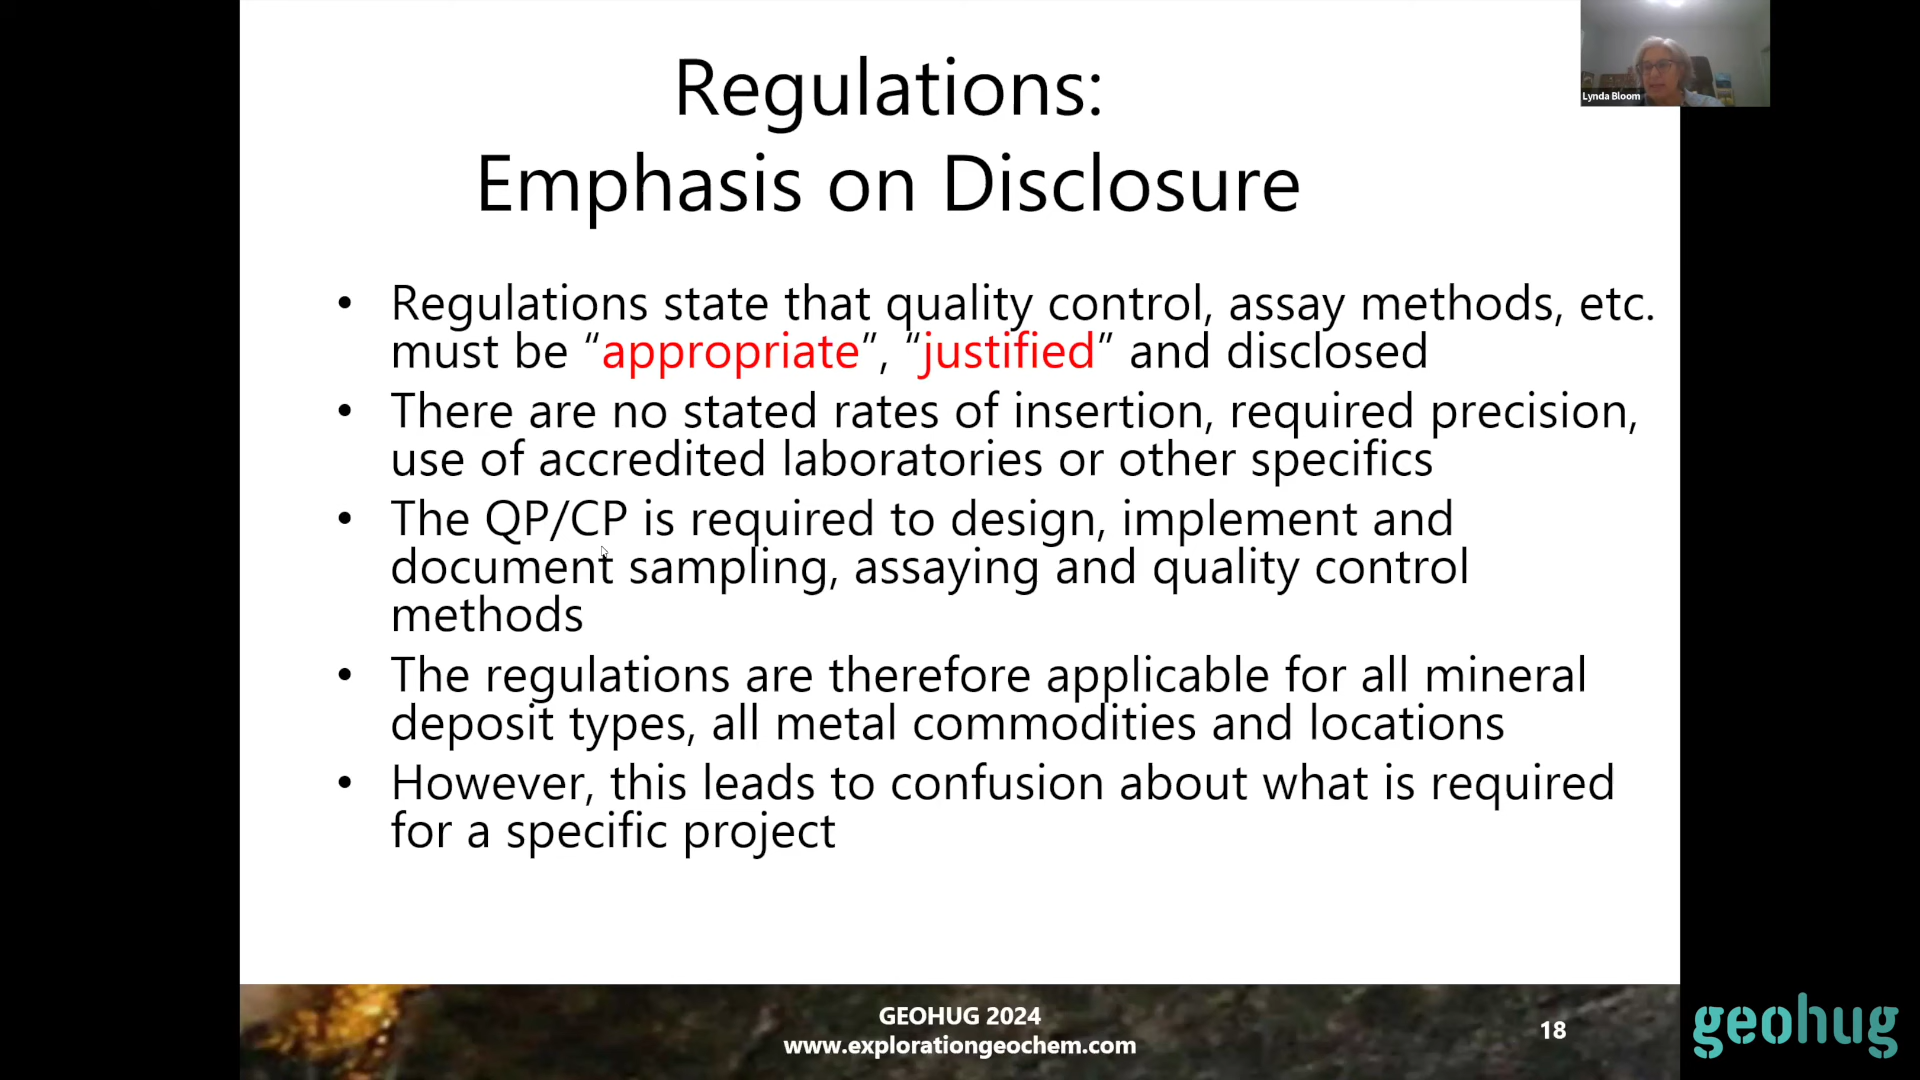 Regulations:
Emphasis on Disclosure
Lynda Bloom
• Regulations state that quality control, assay methods, etc.
must be “appropriate”, “justified” and disclosed
• There are no stated rates of insertion, required precision,
use of accredited laboratories or other specifics
• The QP/CP is required to design, implement and
document sampling, assaying and quality control
methods
• The regulations are therefore applicable for all mineral
deposit types, all metal commodities and locations
• However, this leads to confusion about what is required
for a specific project
GEOHUG 2024
www.explorationgeochem.com
18
geohug